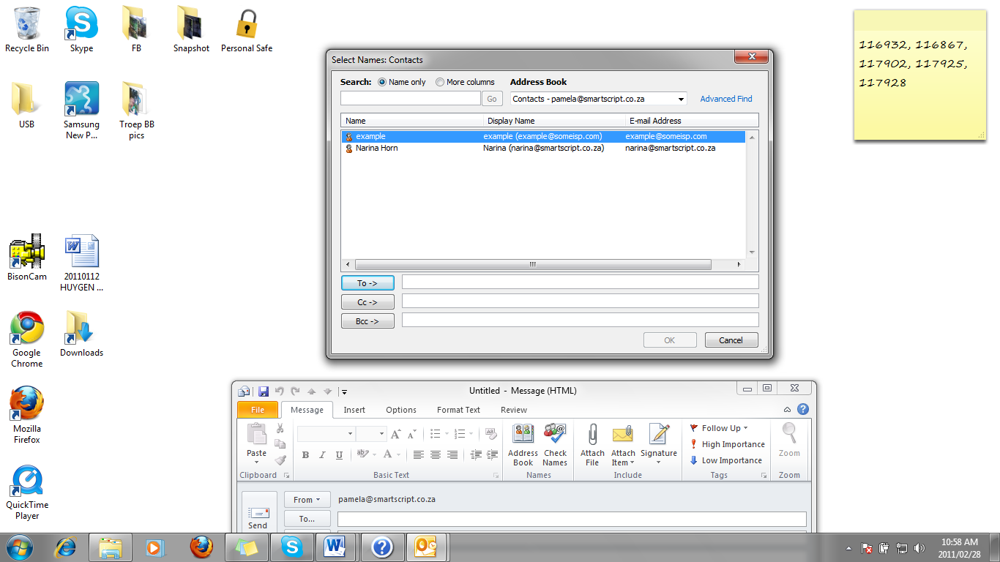 Recycle Bin
Skype
FB
Snapshot
Personal Safe
USB
Samsung
New P...
Troep BB
pics
BisonCam
20110112
HUYGEN ...
Google
Chrome
Downloads
Mozilla
Firefox
QuickTime
Player
Select Names: Contacts
Search: Name only More columns Address Book
Go Contacts - pamela@smartscript.co.za Advanced Find
Name Display Name E-mail Address
example example (example@someisp.com) example@someisp.com
Narina Horn Narina (narina@smartscript.co.za) narina@smartscript.co.za
To ->
Cc ->
Bcc ->
OK Cancel
116932, 116867,
117902, 117925,
117928
Untitled - Message (HTML)
File Message Insert Options Format Text Review
Paste
Clipboard
B I U ab A
Basic Text
Address
Book
Check
Names
Names
Attach
File
Attach
Item
Signature
Include
Follow Up
High Importance
Low Importance
Tags
Zoom
Zoom
From pamela@smartscript.co.za
To...
Send
10:58 AM
2011/02/28